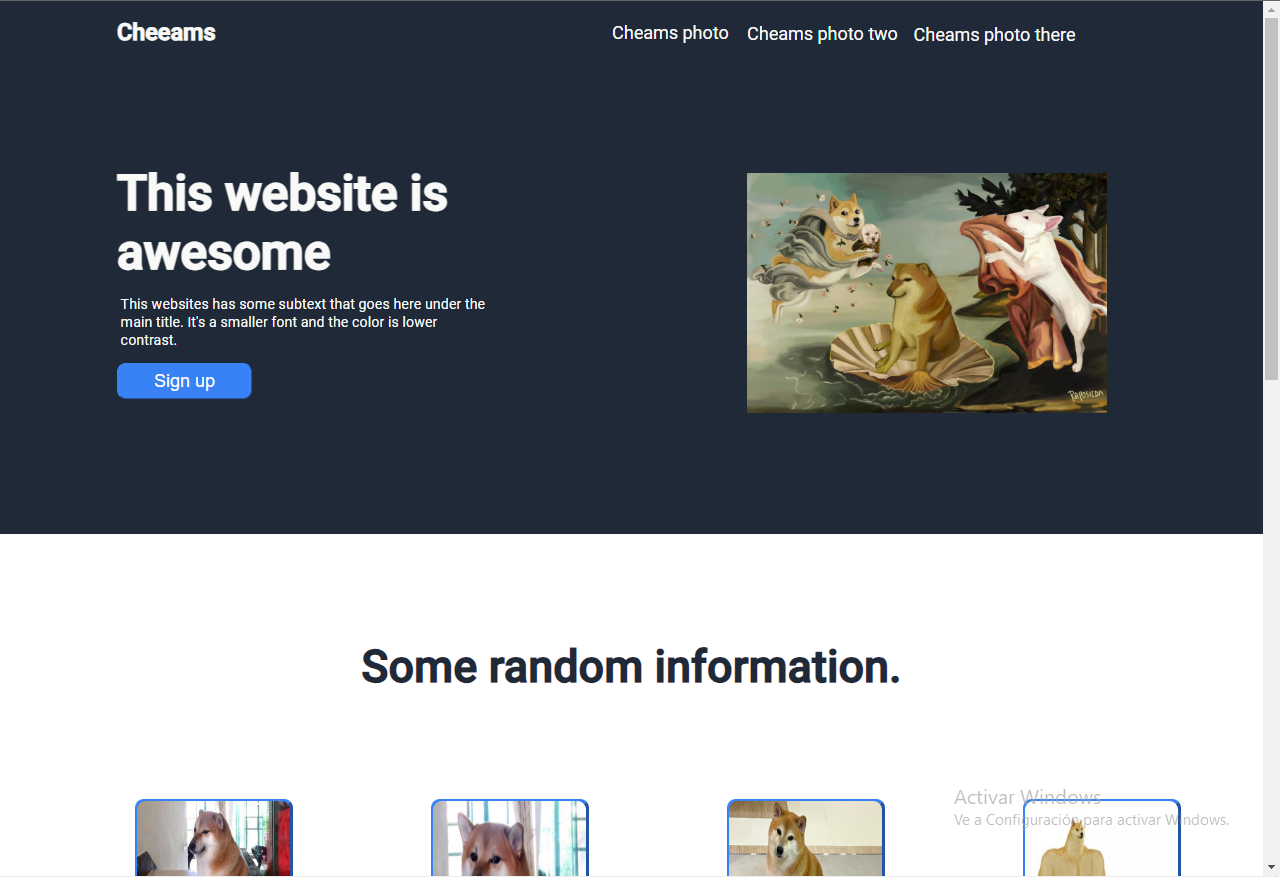 Cheeams
Cheams photo
Cheams photo two
Cheams photo there
This website is
awesome
This websites has some subtext that goes here under the
main title. It's a smaller font and the color is lower
contrast.
Sign up
RAPOSILDA
Some random information.
Activar Windows
Ve a Configuración para activar Windows.